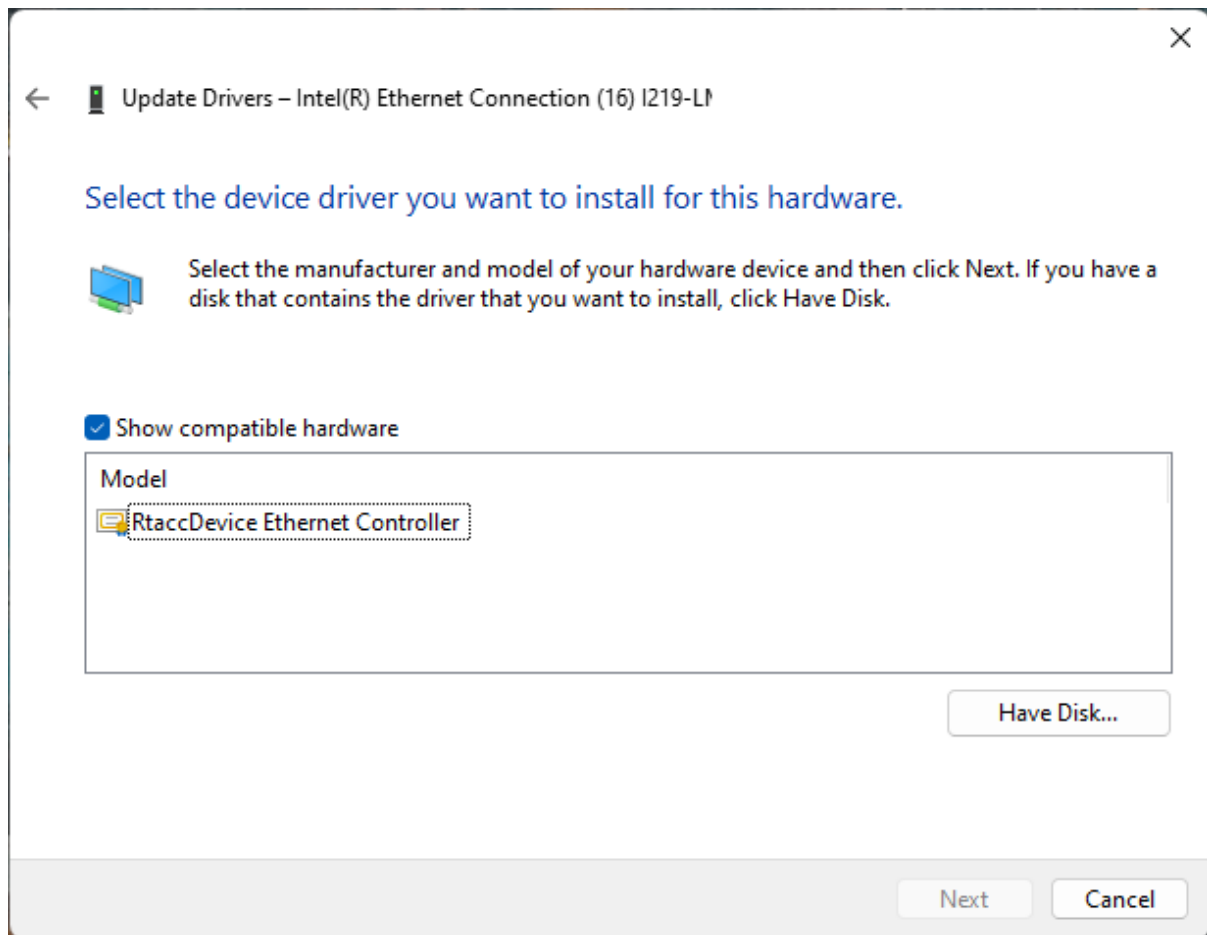 Update Drivers – Intel(R) Ethernet Connection (16) I219-LM
Select the device driver you want to install for this hardware.
Select the manufacturer and model of your hardware device and then click Next. If you have a
disk that contains the driver that you want to install, click Have Disk.
Show compatible hardware
Model
RtaccDevice Ethernet Controller
Have Disk...
Next
Cancel